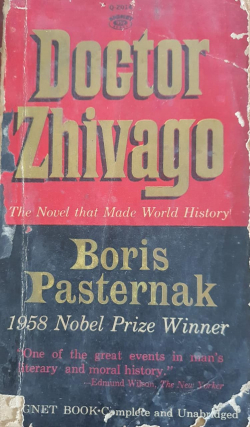 Doctor
Zhivago
The Novel that Made World History
Boris
Pasternak
1958 Nobel Prize Winner
"One of the great events in man's
literary and moral history."
—Edmund Wilson, The New Yorker
GNET BOOK • Complete and Unabridged